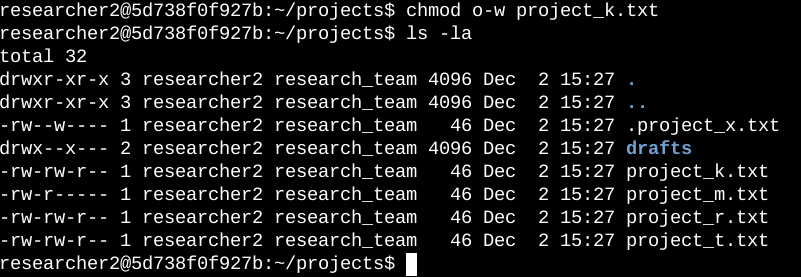 researcher2@5d738f0f927b:~/projects$ chmod o-w project_k.txt
researcher2@5d738f0f927b:~/projects$ ls -la
total 32
drwxr-xr-x 3 researcher2 research_team 4096 Dec  2 15:27 .
drwxr-xr-x 3 researcher2 research_team 4096 Dec  2 15:27 ..
-rw--w---- 1 researcher2 research_team   46 Dec  2 15:27 .project_x.txt
drwx--x--- 2 researcher2 research_team 4096 Dec  2 15:27 drafts
-rw-rw-r-- 1 researcher2 research_team   46 Dec  2 15:27 project_k.txt
-rw-r----- 1 researcher2 research_team   46 Dec  2 15:27 project_m.txt
-rw-rw-r-- 1 researcher2 research_team   46 Dec  2 15:27 project_r.txt
-rw-rw-r-- 1 researcher2 research_team   46 Dec  2 15:27 project_t.txt
researcher2@5d738f0f927b:~/projects$